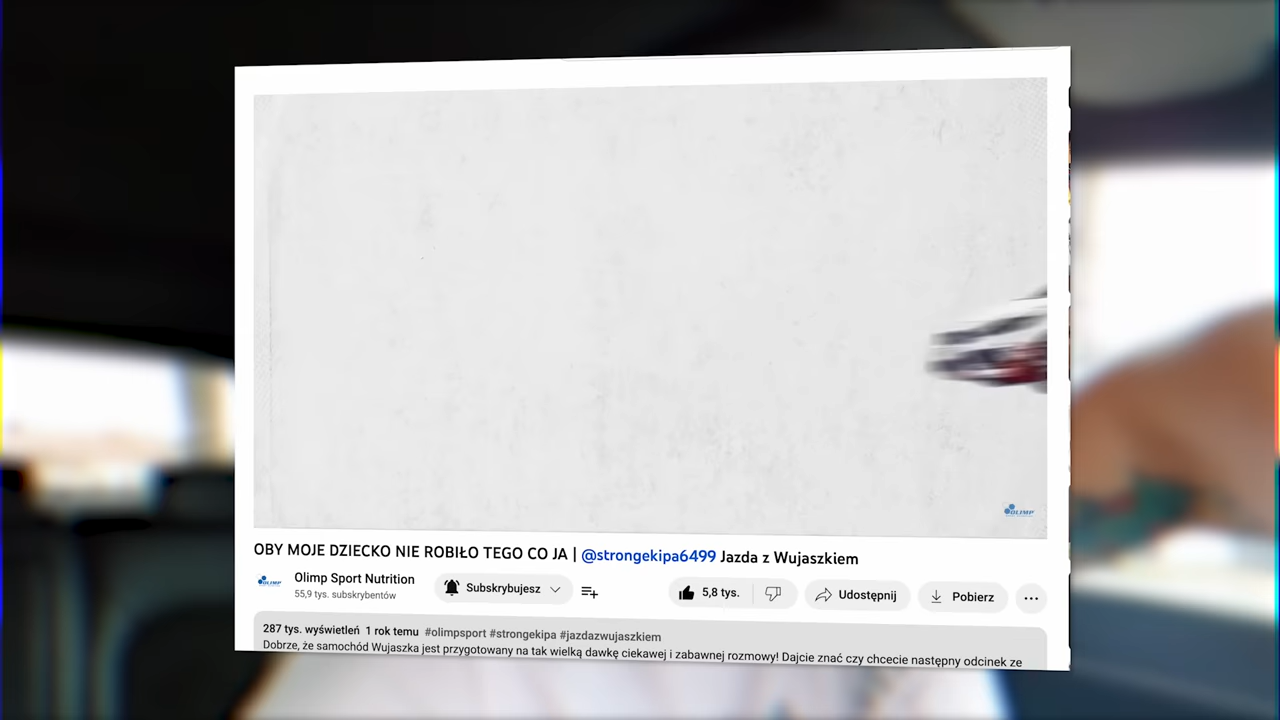 OLIMP
OBY MOJE DZIECKO NIE ROBIŁO TEGO CO JA | @strongekipa6499 Jazda z Wujaszkiem
OLIMP
Olimp Sport Nutrition
55,9 tys. subskrybentów
Subskrybujesz
5,8 tys.
Udostępnij
Pobierz
287 tys. wyświetleń 1 rok temu #olimpsport #strongekipa #jazdazwujaszkiem
Dobrze, że samochód Wujaszka jest przygotowany na tak wielką dawkę ciekawej i zabawnej rozmowy! Dajcie znać czy chcecie następny odcinek ze